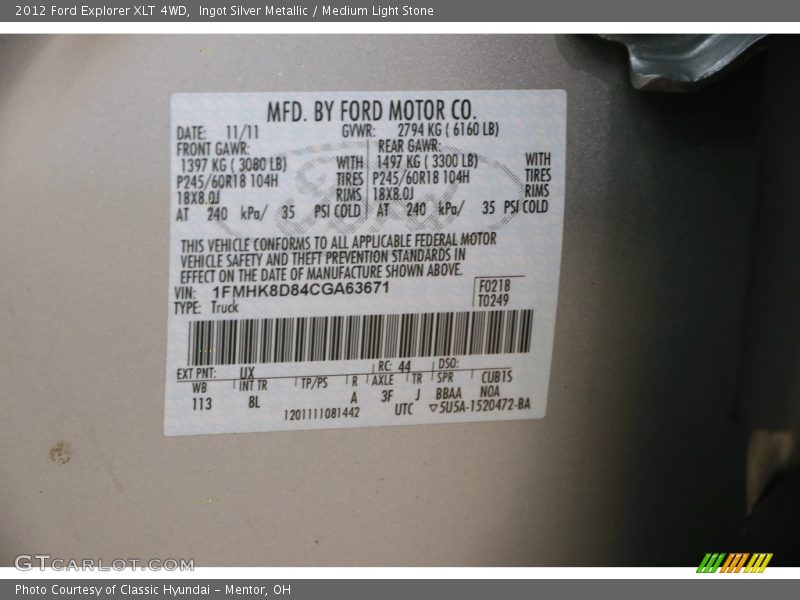 2012 Ford Explorer XLT 4WD,  Ingot Silver Metallic / Medium Light Stone
MFD. BY FORD MOTOR CO.
DATE: 11/11 GVWR: 2794 KG ( 6160 LB)
FRONT GAWR: REAR GAWR:
1397 KG ( 3080 LB) WITH 1497 KG ( 3300 LB) WITH
P245/60R18 104H TIRES P245/60R18 104H TIRES
18X8.0J RIMS 18X8.0J RIMS
AT 240 kPa/ 35 PSI COLD AT 240 kPa/ 35 PSI COLD
THIS VEHICLE CONFORMS TO ALL APPLICABLE FEDERAL MOTOR
VEHICLE SAFETY AND THEFT PREVENTION STANDARDS IN
EFFECT ON THE DATE OF MANUFACTURE SHOWN ABOVE.
VIN: 1FMHK8D84CGA63671 F0218
TYPE: Truck T0249
EXT PNT: UX RC: 44 DSO:
WB INT TR TP/PS R AXLE TR SPR CUB1S
113 8L A 3F J BBAA NOA
1201111081442 UTC ▽5U5A-1520472-BA
GTCARLOT.COM
Photo Courtesy of Classic Hyundai - Mentor, OH